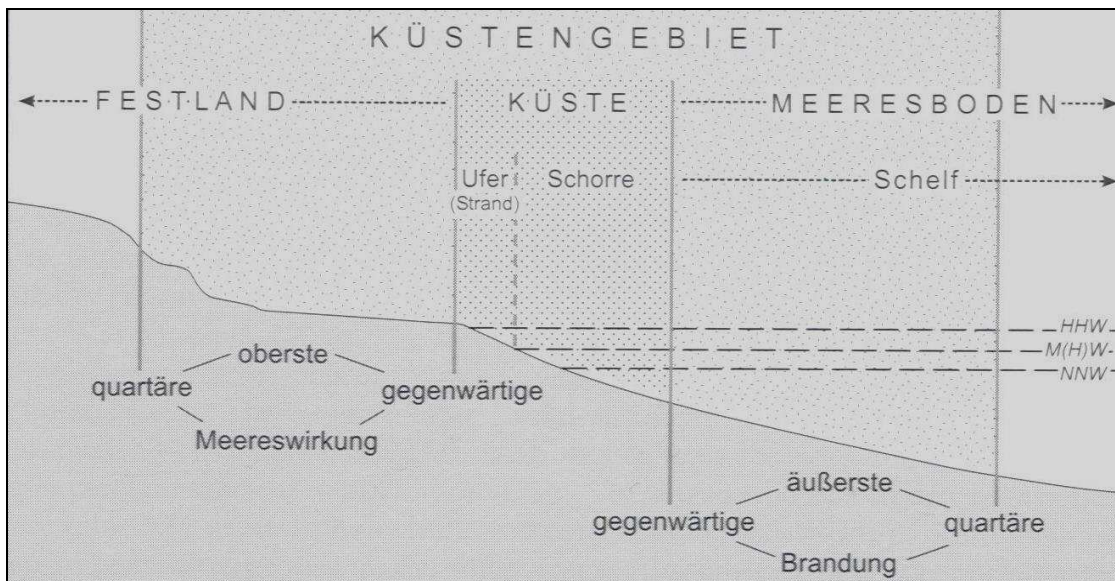 KÜSTENGEBIET
FESTLAND KÜSTE MEERESBODEN
Ufer Schorre Schelf
(Strand)
HHW
M(H)W
NNW
oberste
quartäre gegenwärtige
Meereswirkung
äußerste
gegenwärtige quartäre
Brandung